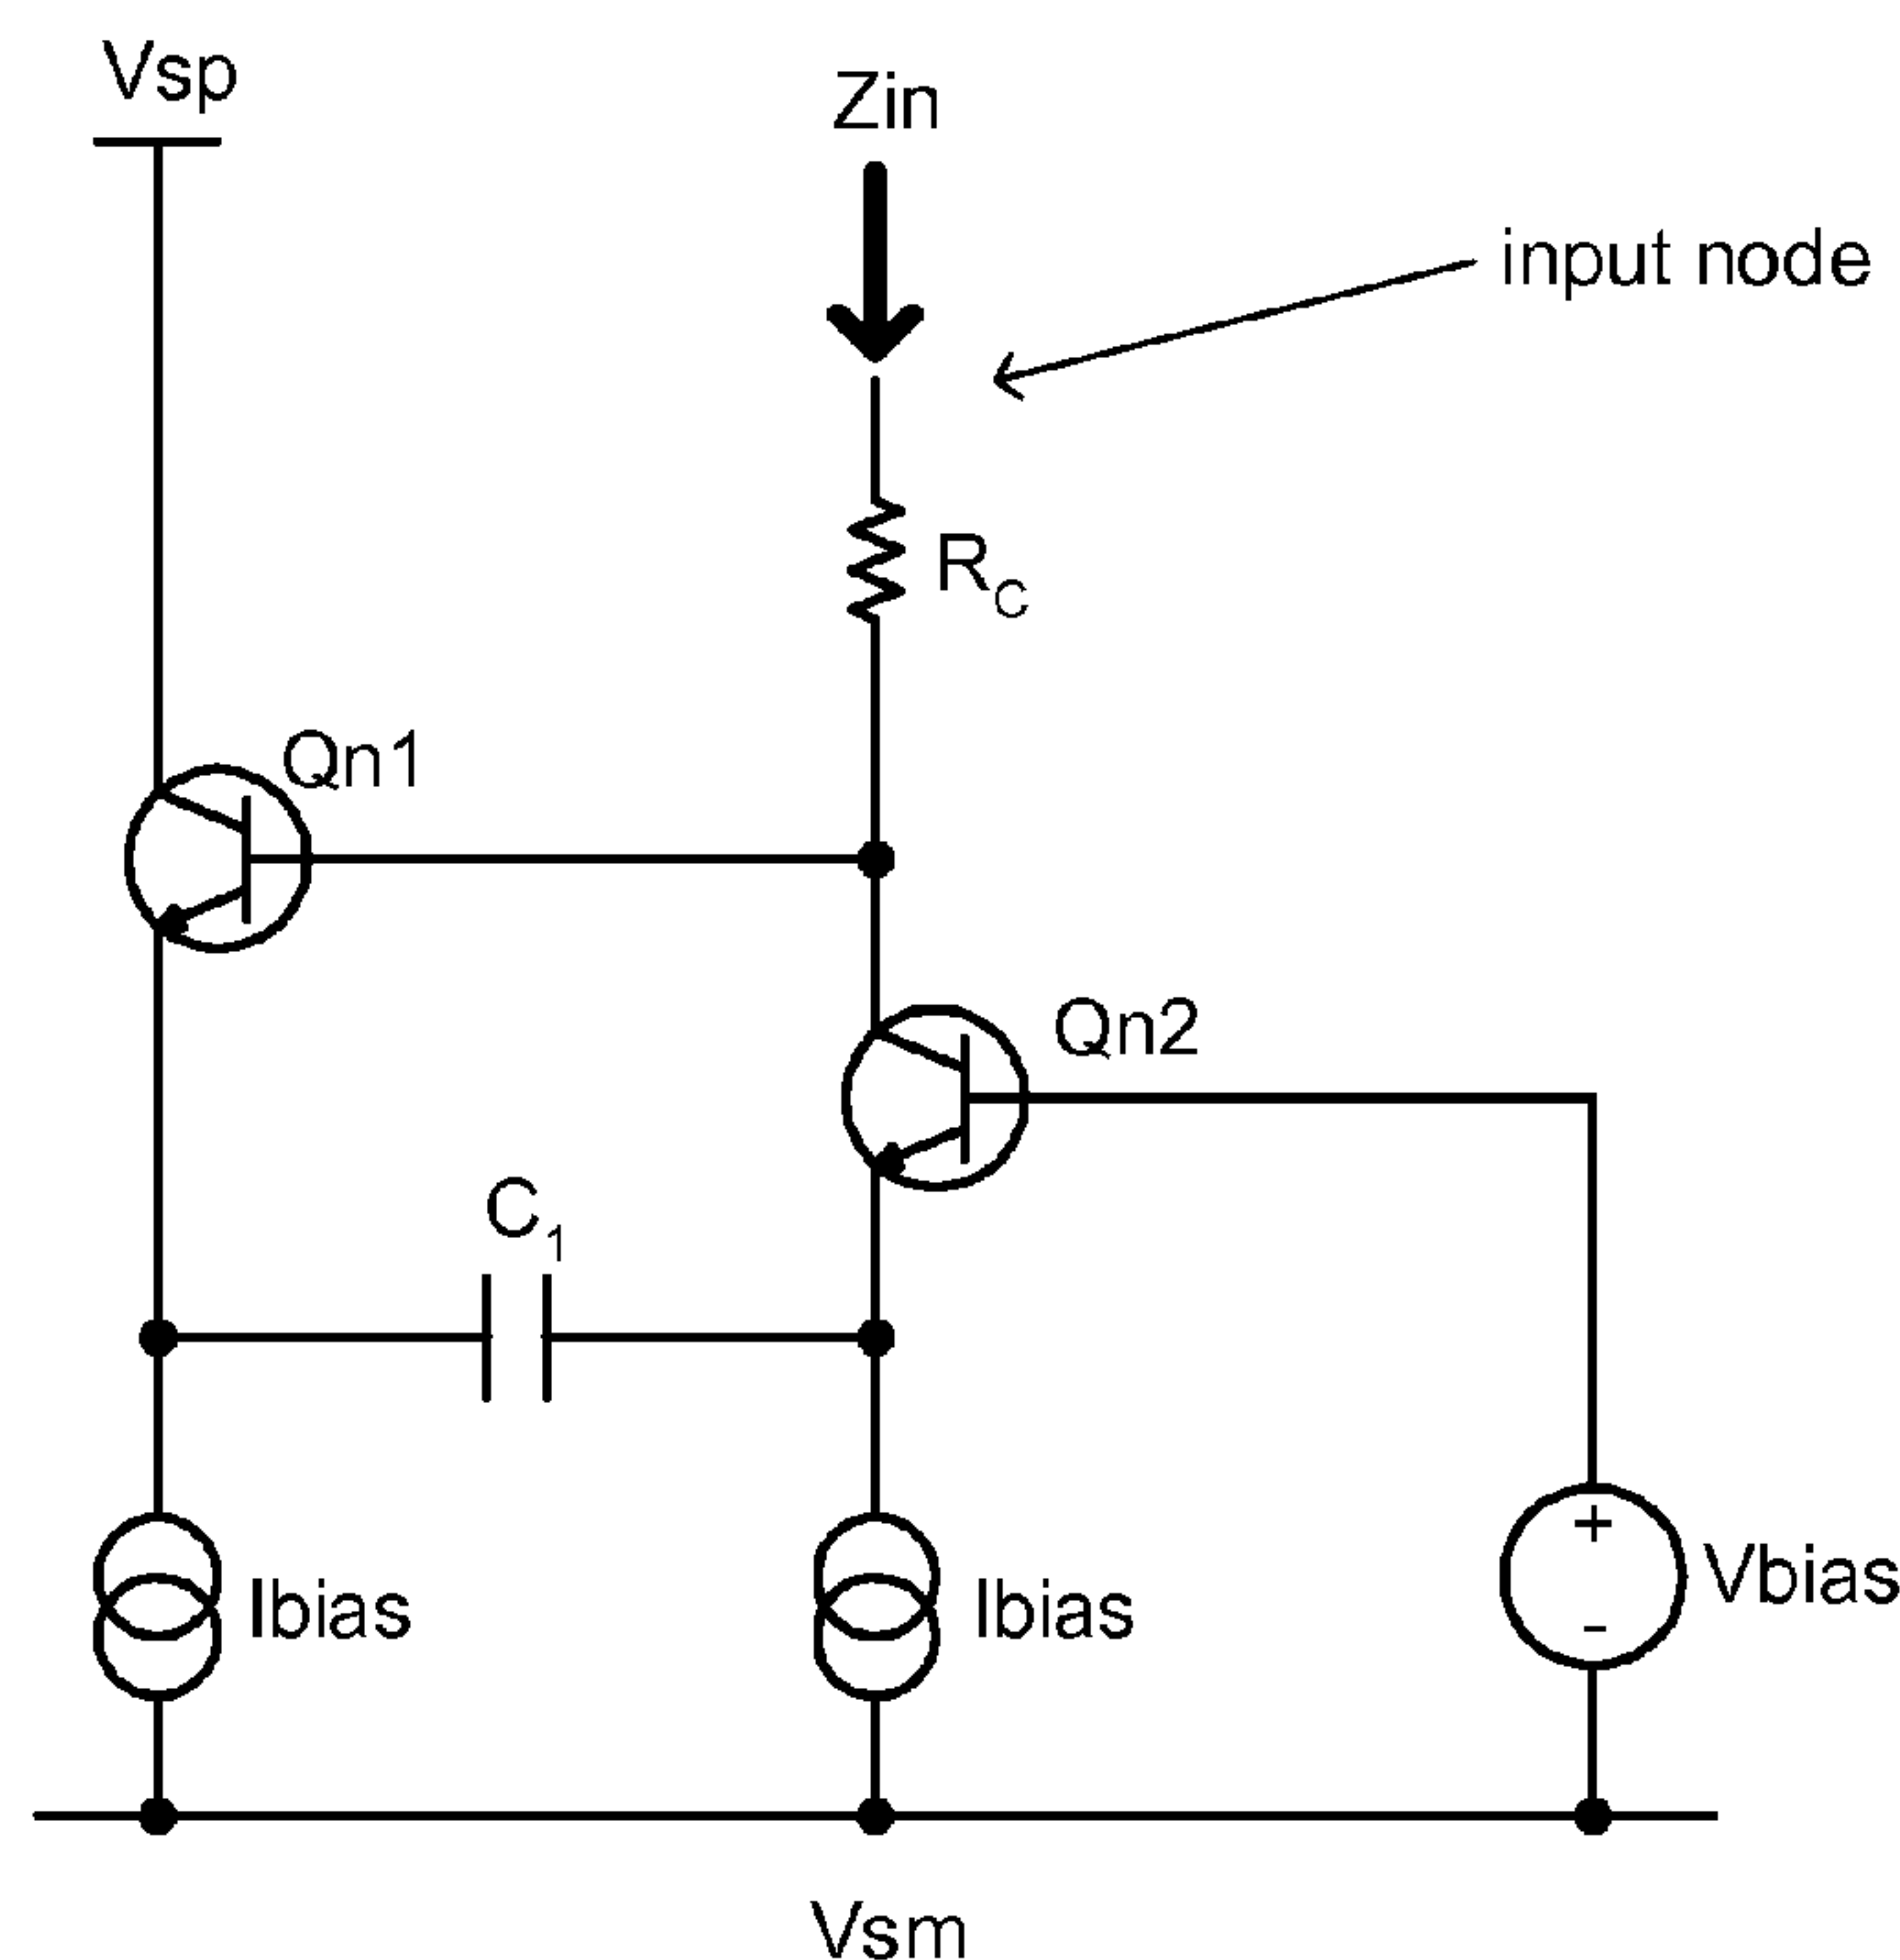 Vsp
Zin
input node
RC
Qn1
Qn2
C1
Ibias
Ibias
+
-
Vbias
Vsm